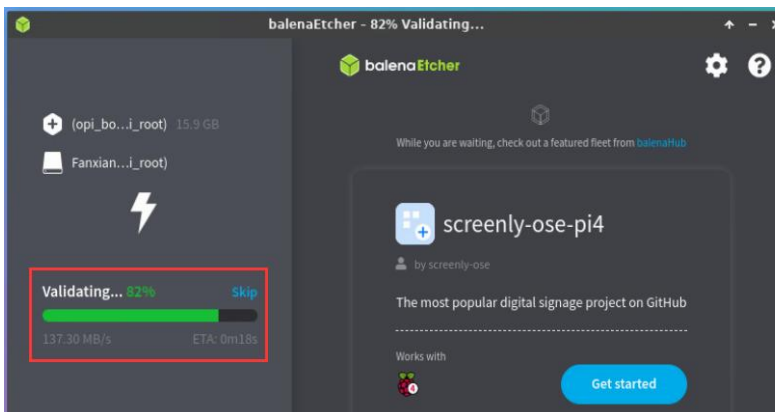 balenaEtcher - 82% Validating...
balenaEtcher
(opi_bo...i_root) 15.9 GB
Fanxian...i_root)
While you are waiting, check out a featured fleet from balenaHub
screenly-ose-pi4
by screenly-ose
Validating... 82% Skip
137.30 MB/s ETA: 0m18s
The most popular digital signage project on GitHub
Works with
4
Get started